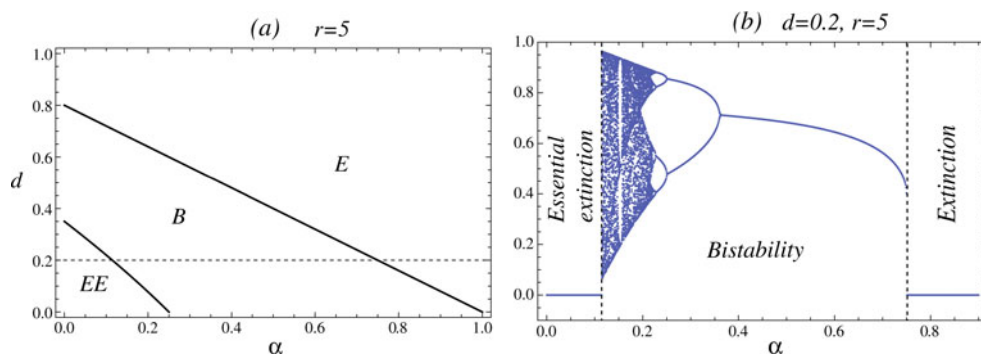 (a) r=5
1.0
0.8
0.6
d
0.4
0.2
0.0
E
B
EE
0.0 0.2 0.4 0.6 0.8 1.0
α
(b) d=0.2, r=5
1.0
0.8
0.6
0.4
0.2
0.0
Essential
extinction
Bistability
Extinction
0.0 0.2 0.4 0.6 0.8
α